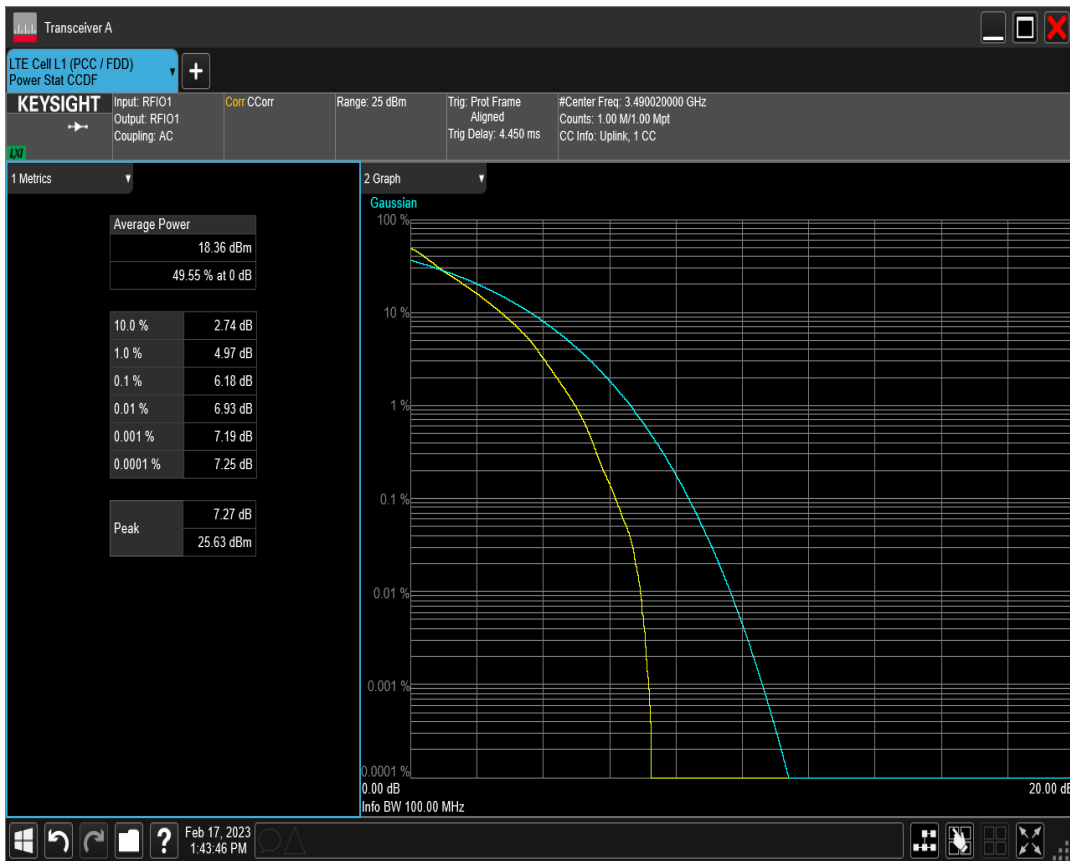 Transceiver A
LTE Cell L1 (PCC / FDD)
Power Stat CCDF
KEYSIGHT
LXI
Input: RFIO1
Output: RFIO1
Coupling: AC
Corr CCorr
Range: 25 dBm
Trig: Prot Frame
Aligned
Trig Delay: 4.450 ms
#Center Freq: 3.490020000 GHz
Counts: 1.00 M/1.00 Mpt
CC Info: Uplink, 1 CC
1 Metrics
Average Power
18.36 dBm
49.55 % at 0 dB
10.0 % 2.74 dB
1.0 % 4.97 dB
0.1 % 6.18 dB
0.01 % 6.93 dB
0.001 % 7.19 dB
0.0001 % 7.25 dB
Peak
7.27 dB
25.63 dBm
2 Graph
Gaussian
100 %
10 %
1 %
0.1 %
0.01 %
0.001 %
0.0001 %
0.00 dB 20.00 dB
Info BW 100.00 MHz
?
Feb 17, 2023
1:43:46 PM